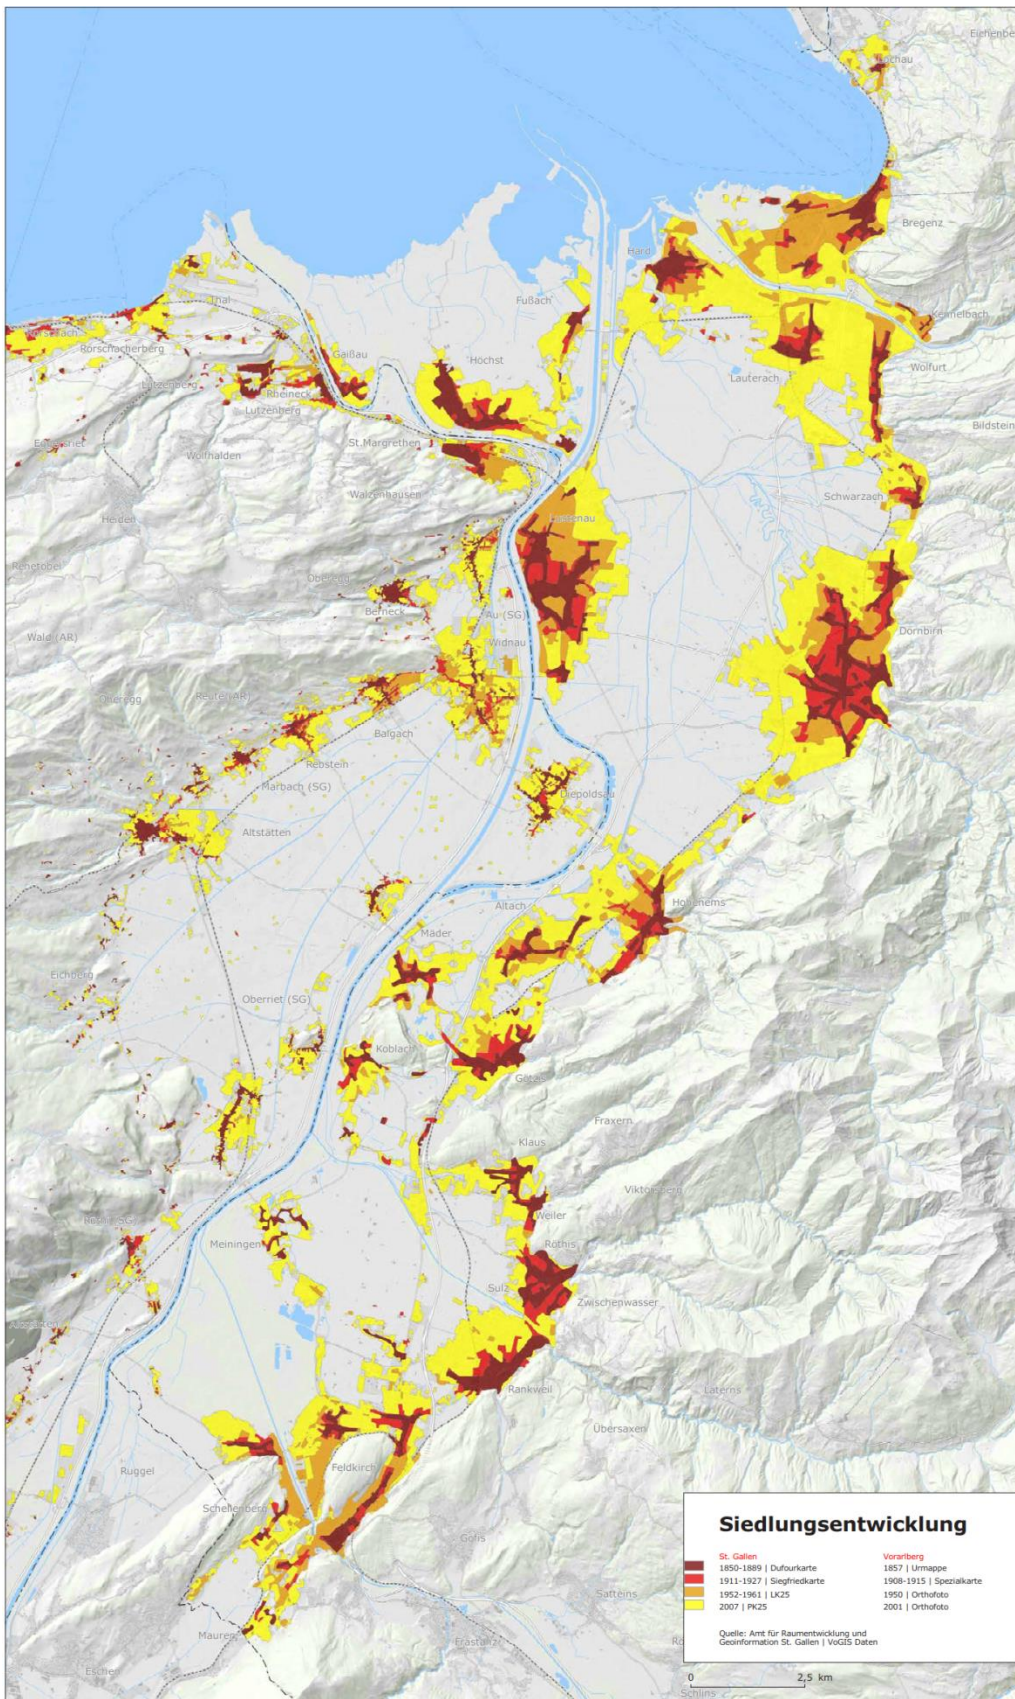 Eichenbe
Lochau
Bregenz
Hard
Fußach
Thal
Kennelbach
Rorschach
Rorschacherberg
Gaißau
Höchst
Wolfurt
Lauterach
Lutzenberg
Rheineck
Lutzenberg
Bildstein
St.Margrethen
Wolfhalden
Walzenhausen
Schwarzach
Heiden
Lustenau
Oberegg
Berneck
Au (SG)
Dornbirn
Wald (AR)
Widnau
Oberegg
Reute (AR)
Balgach
Rebstein
Marbach (SG)
Diepoldsau
Altstätten
Hohenems
Altach
Mäder
Eichberg
Oberriet (SG)
Koblach
Götzis
Fraxern
Klaus
Viktorsberg
Weiler
Meiningen
Röthis
Sulz
Zwischenwasser
Rankweil
Laterns
Übersaxen
Feldkirch
Ruggel
Schellenberg
Göfis
Satteins
Mauren
Frastanz
Schlins
Siedlungsentwicklung
St. Gallen
Vorarlberg
1850-1889 | Dufourkarte
1857 | Urmappe
1911-1927 | Siegfriedkarte
1908-1915 | Spezialkarte
1952-1961 | LK25
1950 | Orthofoto
2007 | PK25
2001 | Orthofoto
Quelle: Amt für Raumentwicklung und
Geoinformation St. Gallen | VoGIS Daten
0
2,5 km